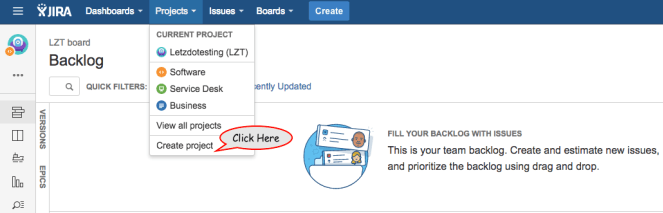 JIRA Dashboards Projects Issues Boards Create
CURRENT PROJECT
Letzdotesting (LZT)
Software
Service Desk
Business
View all projects
Create project
Click Here
LZT board
Backlog
QUICK FILTERS:
cently Updated
VERSIONS
EPICS
FILL YOUR BACKLOG WITH ISSUES
This is your team backlog. Create and estimate new issues,
and prioritize the backlog using drag and drop.